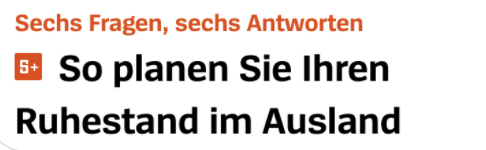 Sechs Fragen, sechs Antworten
S+ So planen Sie Ihren
Ruhestand im Ausland